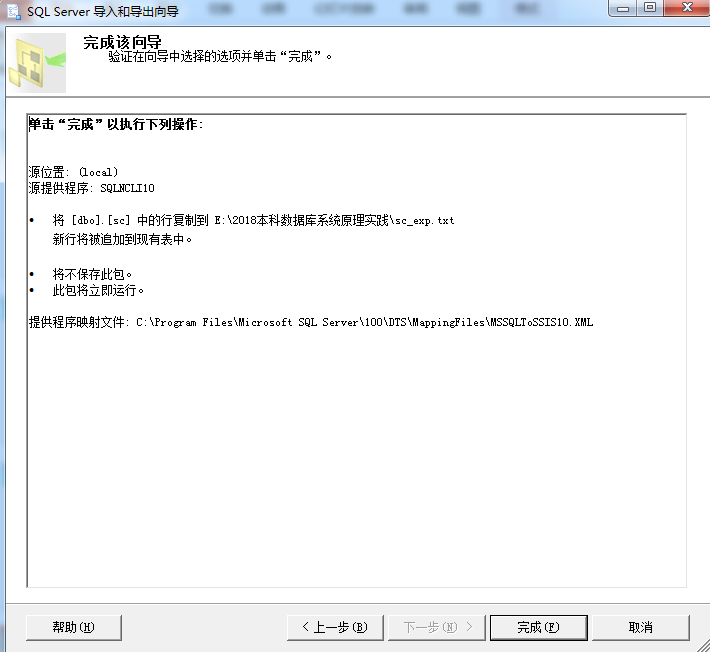 SQL Server 导入和导出向导
完成该向导
验证在向导中选择的选项并单击“完成”。
单击“完成”以执行下列操作:
源位置: (local)
源提供程序: SQLNCLI10
• 将 [dbo].[sc] 中的行复制到 E:\2018本科数据库系统原理实践\sc_exp.txt
新行将被追加到现有表中。
• 将不保存此包。
• 此包将立即运行。
提供程序映射文件: C:\Program Files\Microsoft SQL Server\100\DTS\MappingFiles\MSSQLToSSIS10.XML
帮助(H) < 上一步(B) 下一步(N) > 完成(F) 取消